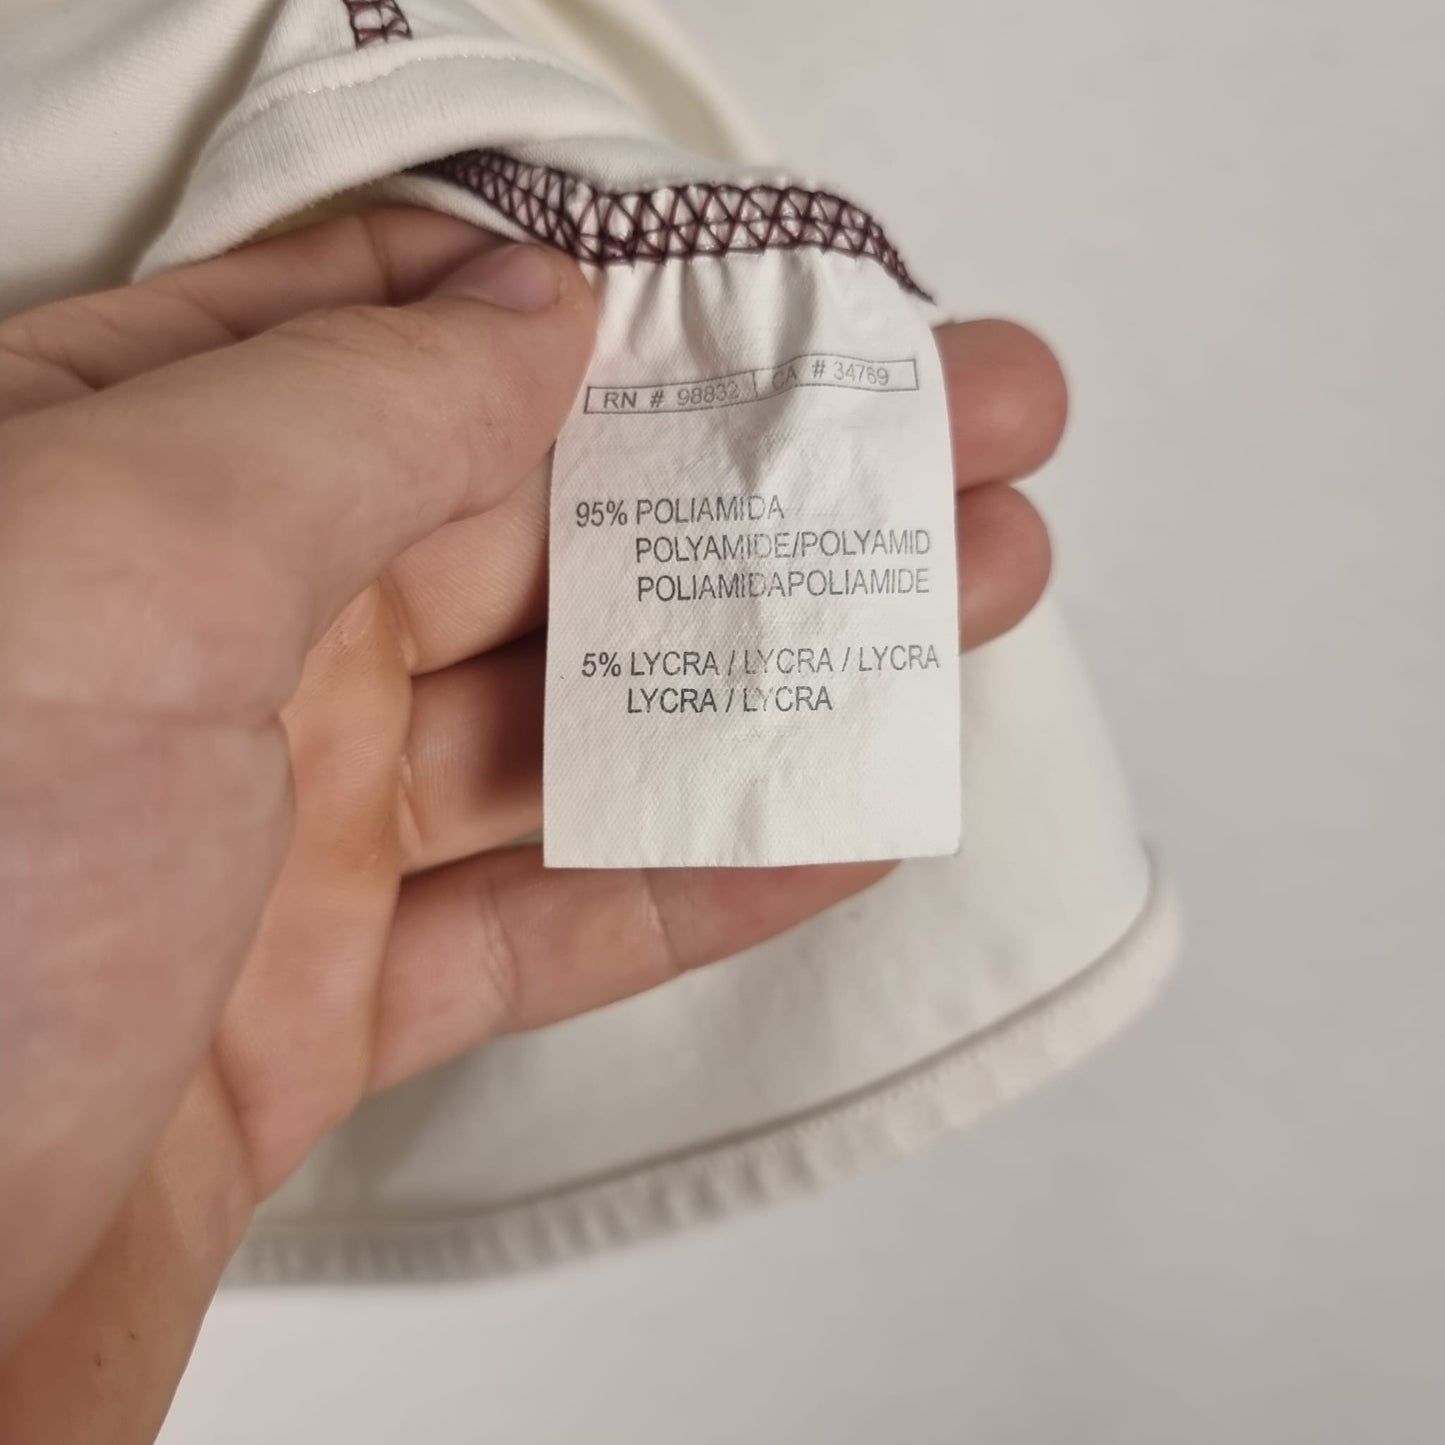 RN # 98832 CA # 34769
95% POLIAMIDA
POLYAMIDE/POLYAMID
POLIAMIDAPOLIAMIDE
5% LYCRA / LYCRA / LYCRA
LYCRA / LYCRA